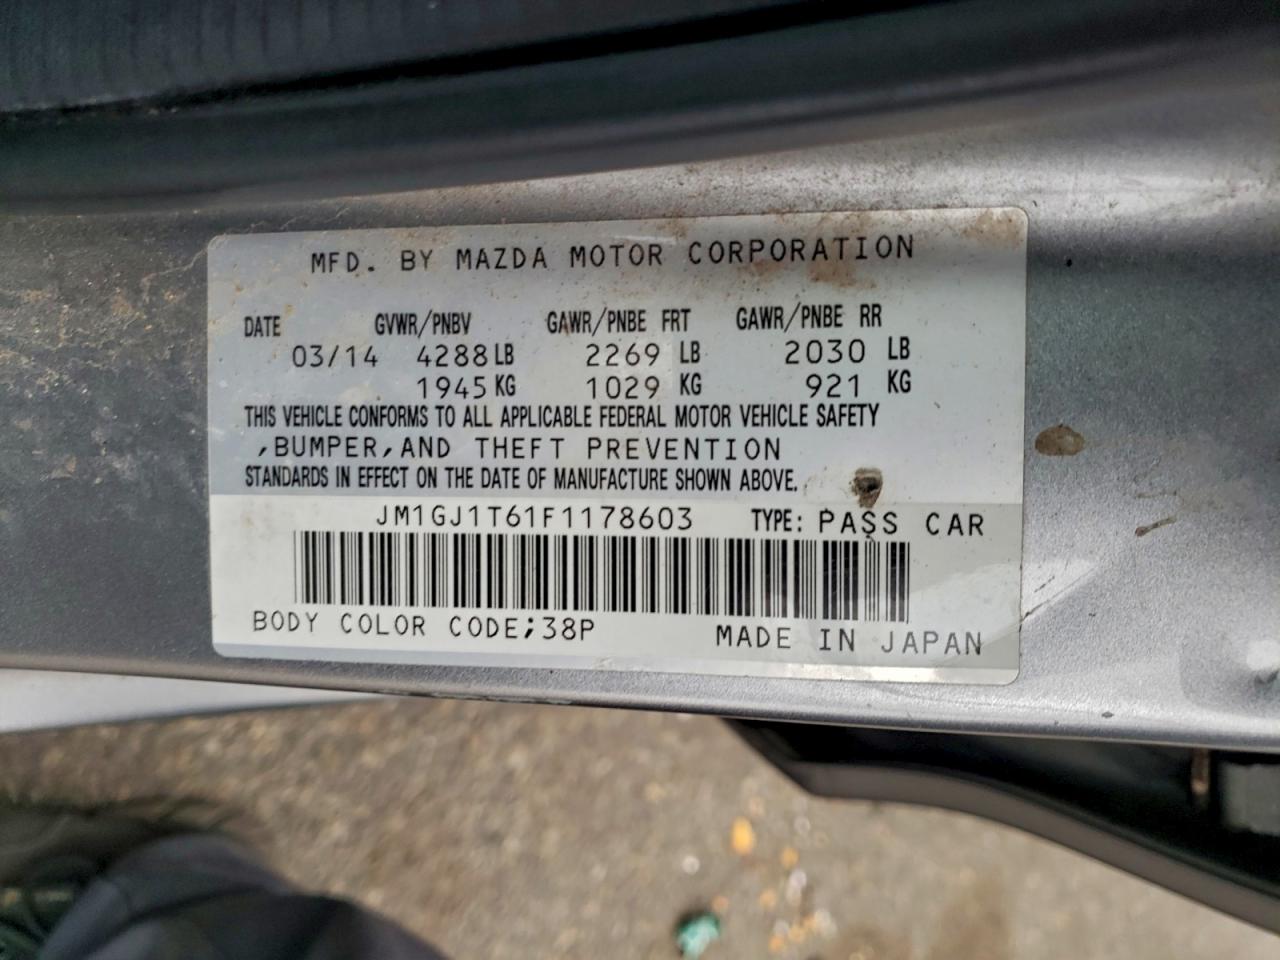 MFD. BY MAZDA MOTOR CORPORATION
DATE GVWR/PNBV GAWR/PNBE FRT GAWR/PNBE RR
03/14 4288 LB 2269 LB 2030 LB
1945 KG 1029 KG 921 KG
THIS VEHICLE CONFORMS TO ALL APPLICABLE FEDERAL MOTOR VEHICLE SAFETY
,BUMPER,AND THEFT PREVENTION
STANDARDS IN EFFECT ON THE DATE OF MANUFACTURE SHOWN ABOVE.
JM1GJ1T61F1178603 TYPE: PASS CAR
BODY COLOR CODE;38P MADE IN JAPAN